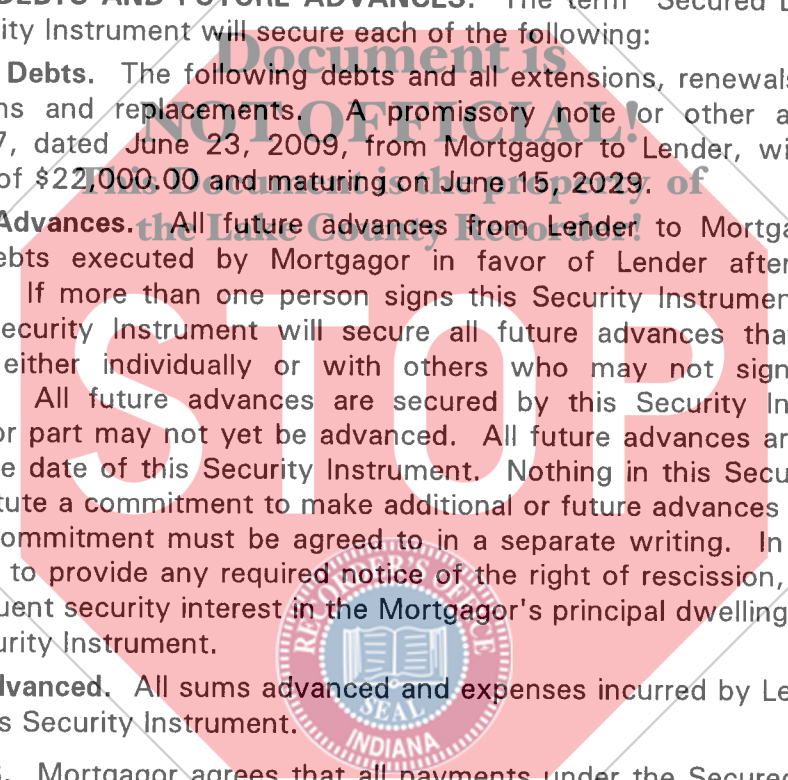 DEBTS AND FUTURE ADVANCES. The term "Secured D
ity Instrument will secure each of the following:
Document is
Debts. The following debts and all extensions, renewals
ns and replacements. A promissory note or other a
NOT OFFICIAL!
7, dated June 23, 2009, from Mortgagor to Lender, wi
of $22,000.00 and maturing on June 15, 2029.
This Document is the property of
Advances. All future advances from Lender to Mortga
the Lake County Recorder!
ebts executed by Mortgagor in favor of Lender after
If more than one person signs this Security Instrumen
ecurity Instrument will secure all future advances tha
either individually or with others who may not sign
All future advances are secured by this Security In
or part may not yet be advanced. All future advances ar
e date of this Security Instrument. Nothing in this Secu
STOP
tute a commitment to make additional or future advances
ommitment must be agreed to in a separate writing. In
to provide any required notice of the right of rescission,
uent security interest in the Mortgagor's principal dwelling
urity Instrument.
RECORDER'S OFFICE
SEAL
INDIANA
dvanced. All sums advanced and expenses incurred by Le
s Security Instrument.
. Mortgagor agrees that all payments under the Secured